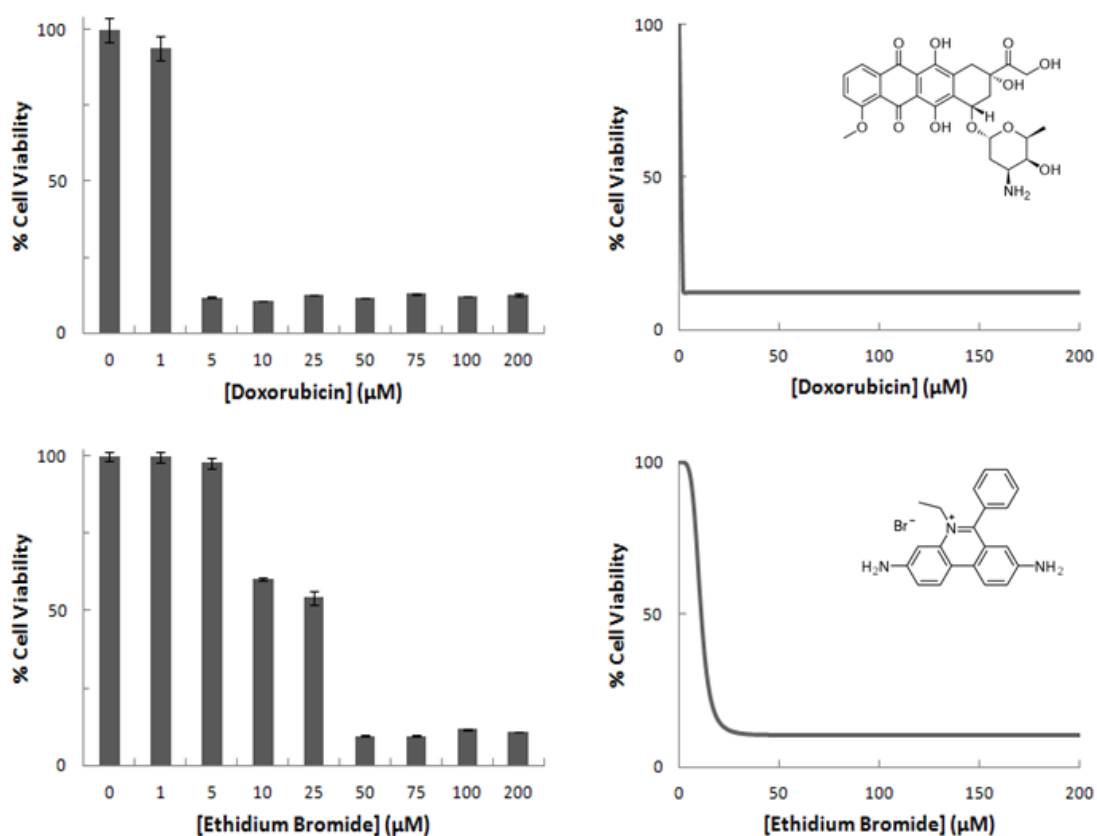 % Cell Viability
100
50
0
0 1 5 10 25 50 75 100 200
[Doxorubicin] (µM)
% Cell Viability
100
50
0
0 50 100 150 200
[Doxorubicin] (µM)
O
OH
O
OH
OH
O
O
OH
H
O
O
OH
NH₂
% Cell Viability
100
50
0
0 1 5 10 25 50 75 100 200
[Ethidium Bromide] (µM)
% Cell Viability
100
50
0
0 50 100 150 200
[Ethidium Bromide] (µM)
Br⁻
N⁺
H₂N
NH₂